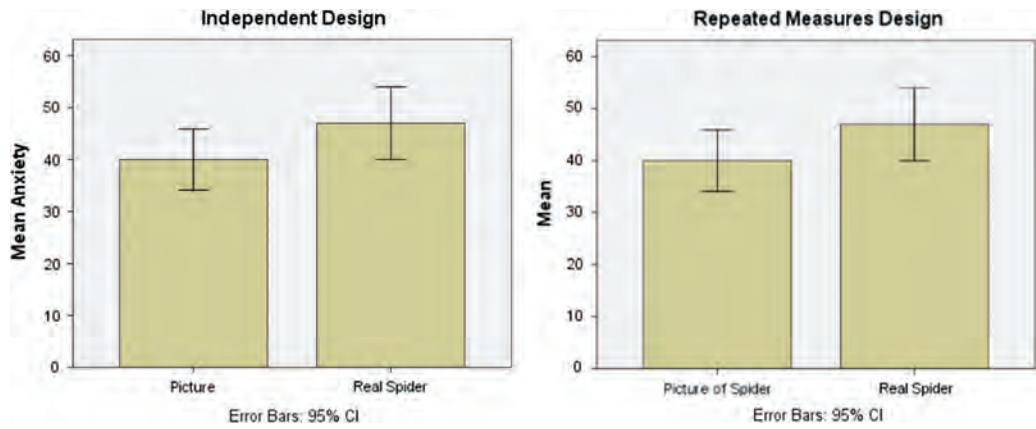 Independent Design
Mean Anxiety
60
50
40
30
20
10
0
Picture
Real Spider
Error Bars: 95% CI
Repeated Measures Design
Mean
60
50
40
30
20
10
0
Picture of Spider
Real Spider
Error Bars: 95% CI